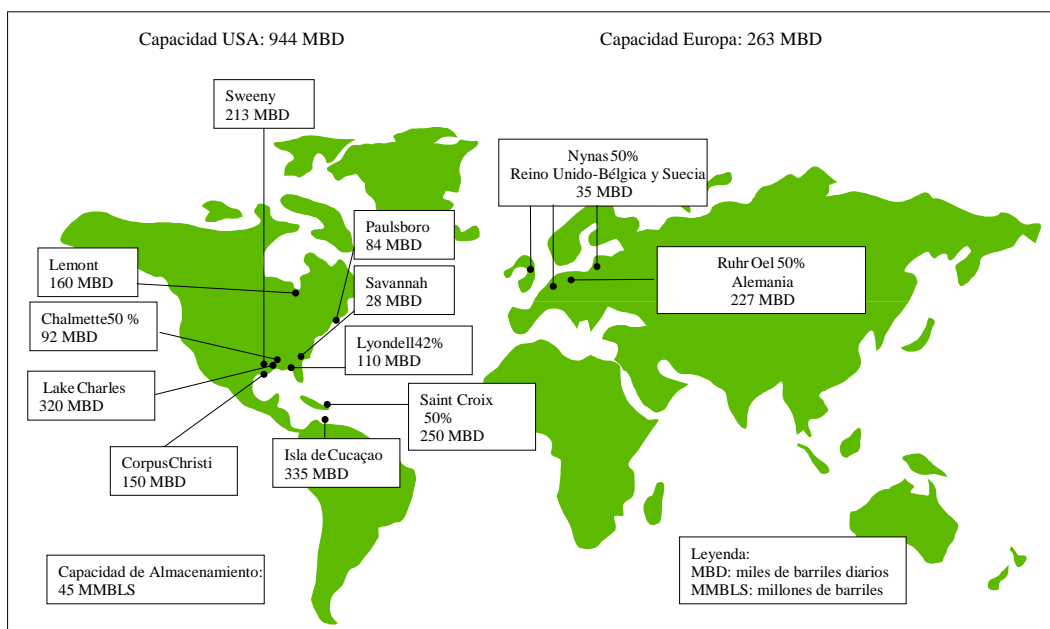 Capacidad USA: 944 MBD
Capacidad Europa: 263 MBD
Sweeny
213 MBD
Nynas 50%
Reino Unido-Bélgica y Suecia
35 MBD
Paulsboro
84 MBD
Lemont
160 MBD
Savannah
28 MBD
Ruhr Oel 50%
Alemania
227 MBD
Chalmette50 %
92 MBD
Lyondell42%
110 MBD
Lake Charles
320 MBD
Saint Croix
50%
250 MBD
CorpusChristi
150 MBD
Isla de Cucaçao
335 MBD
Capacidad de Almacenamiento:
45 MMBLS
Leyenda:
MBD: miles de barriles diarios
MMBLS: millones de barriles